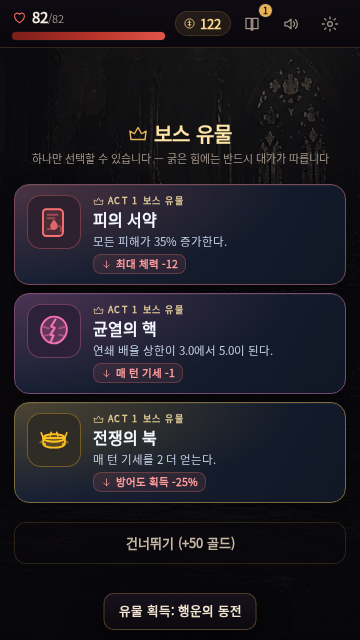 82/82
122
1
보스 유물
하나만 선택할 수 있습니다 — 굵은 힘에는 반드시 대가가 따릅니다
ACT 1 보스 유물
피의 서약
모든 피해가 35% 증가한다.
↓ 최대 체력 -12
ACT 1 보스 유물
균열의 핵
연쇄 배율 상한이 3.0에서 5.0이 된다.
↓ 매 턴 기세 -1
ACT 1 보스 유물
전쟁의 북
매 턴 기세를 2 더 얻는다.
↓ 방어도 획득 -25%
건너뛰기 (+50 골드)
유물 획득: 행운의 동전